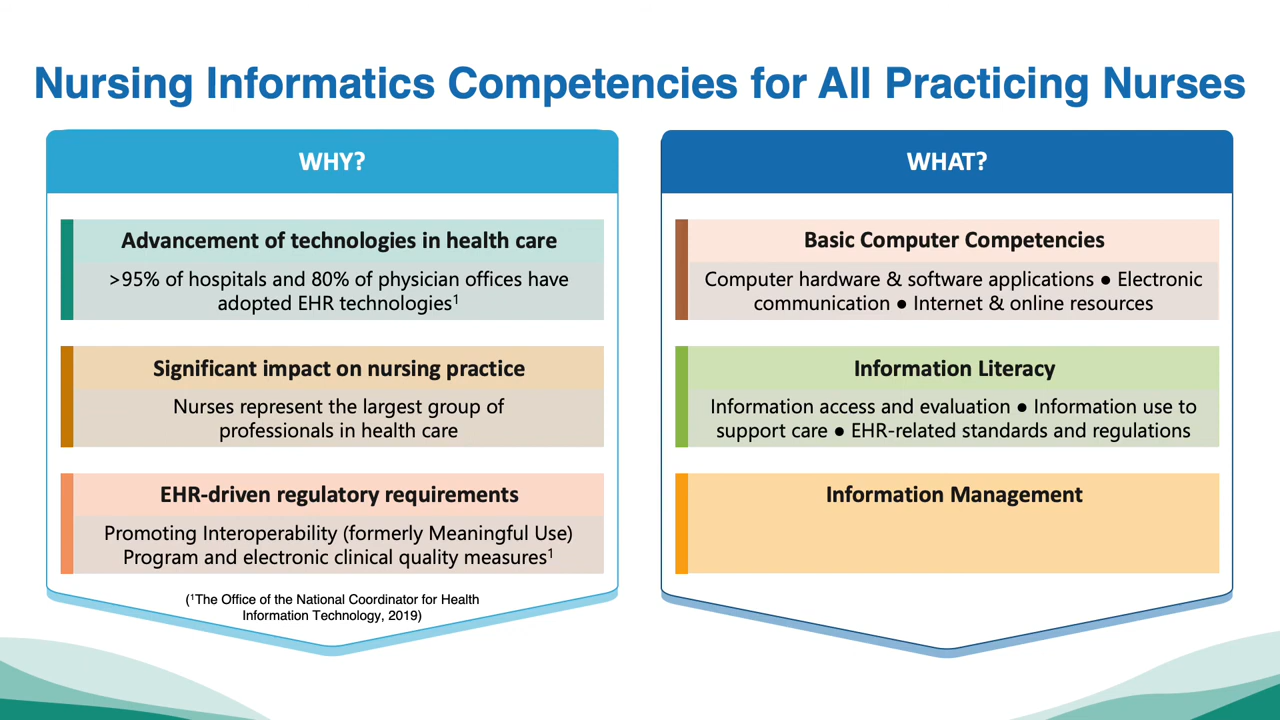 Nursing Informatics Competencies for All Practicing Nurses
WHY?
Advancement of technologies in health care
>95% of hospitals and 80% of physician offices have
adopted EHR technologies¹
Significant impact on nursing practice
Nurses represent the largest group of
professionals in health care
EHR-driven regulatory requirements
Promoting Interoperability (formerly Meaningful Use)
Program and electronic clinical quality measures¹
(¹The Office of the National Coordinator for Health
Information Technology, 2019)
WHAT?
Basic Computer Competencies
Computer hardware & software applications ● Electronic
communication ● Internet & online resources
Information Literacy
Information access and evaluation ● Information use to
support care ● EHR-related standards and regulations
Information Management